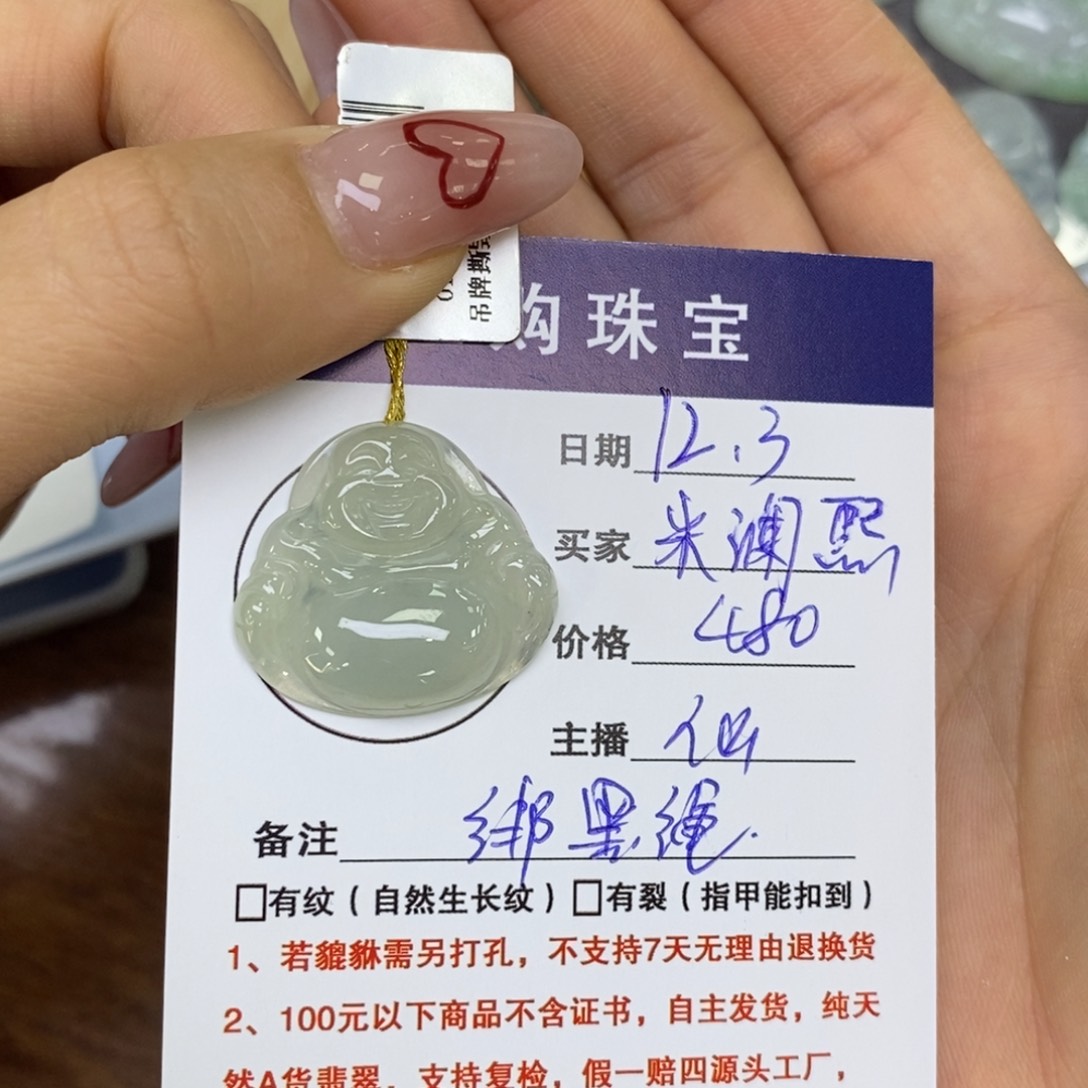 吊牌撕
购珠宝
日期 12.3
买家 米澜熙
价格 480
主播 仙
备注 绑黑绳.
□有纹（自然生长纹）□有裂（指甲能扣到）
1、若貔貅需另打孔，不支持7天无理由退换货
2、100元以下商品不含证书，自主发货，纯天
然A货翡翠，支持复检，假一赔四源头工厂，